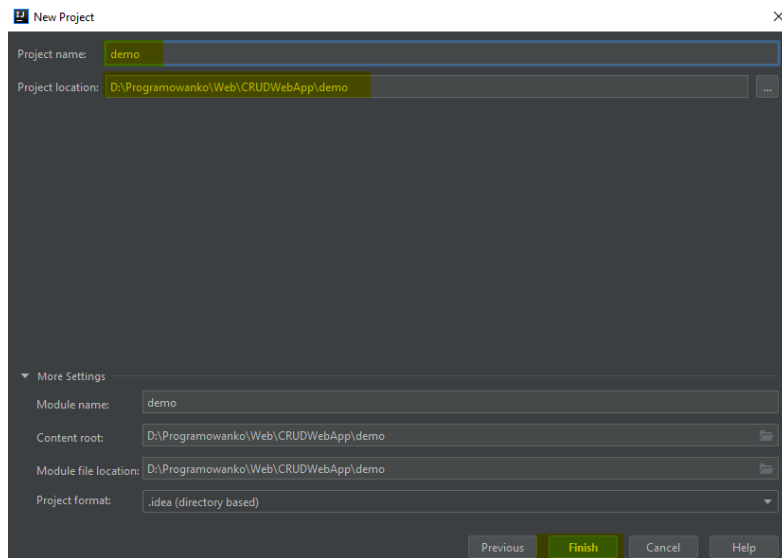 New Project
Project name: demo
Project location: D:\Programowanko\Web\CRUDWebApp\demo ...
More Settings
Module name: demo
Content root: D:\Programowanko\Web\CRUDWebApp\demo
Module file location: D:\Programowanko\Web\CRUDWebApp\demo
Project format: .idea (directory based)
Previous Finish Cancel Help